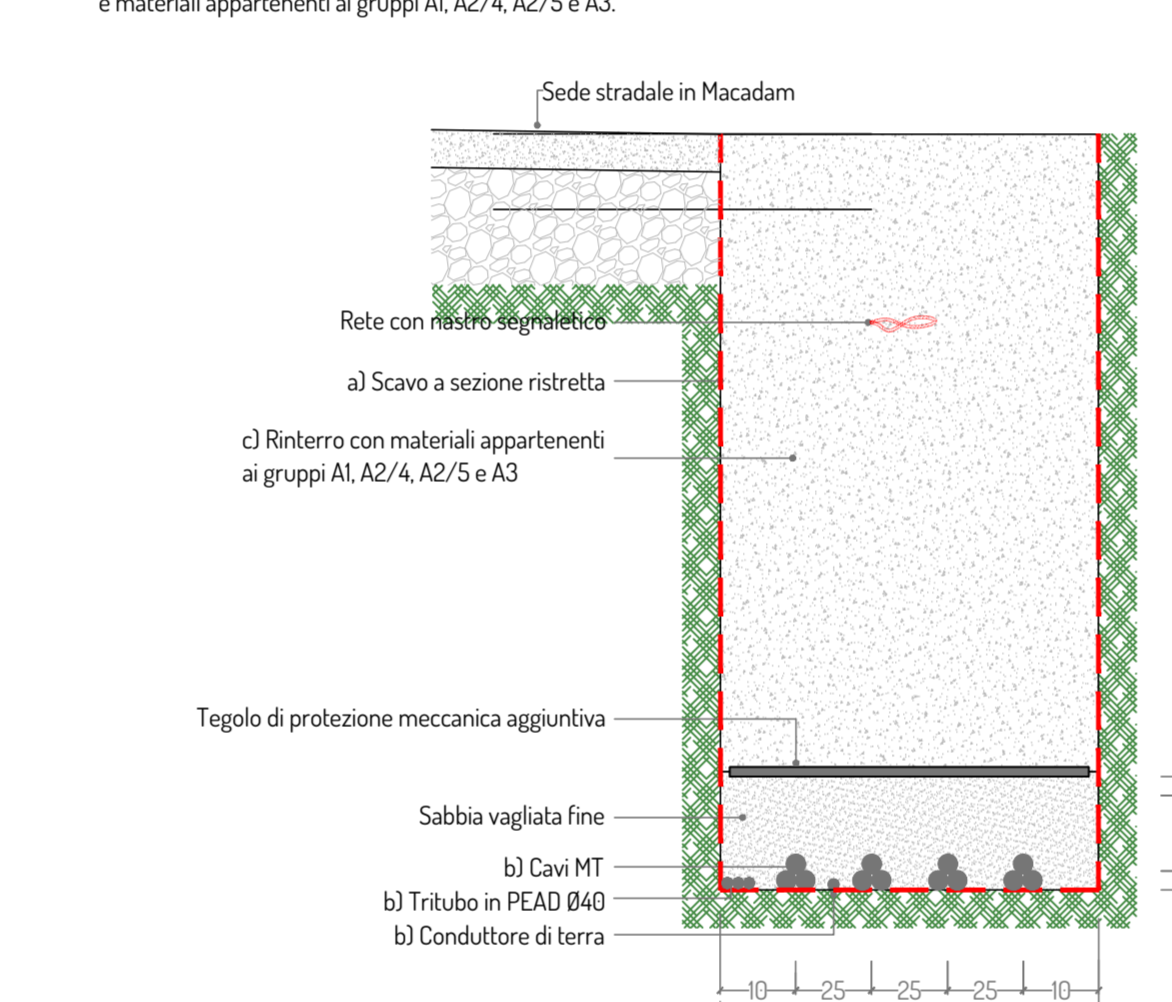 e materiali appartenenti ai gruppi A1, A2/4, A2/5 e A3.
Sede stradale in Macadam
Rete con nastro segnaletico
a) Scavo a sezione ristretta
c) Rinterro con materiali appartenenti
ai gruppi A1, A2/4, A2/5 e A3
Tegolo di protezione meccanica aggiuntiva
Sabbia vagliata fine
b) Cavi MT
b) Tritubo in PEAD Ø40
b) Conduttore di terra
10 25 25 25 10